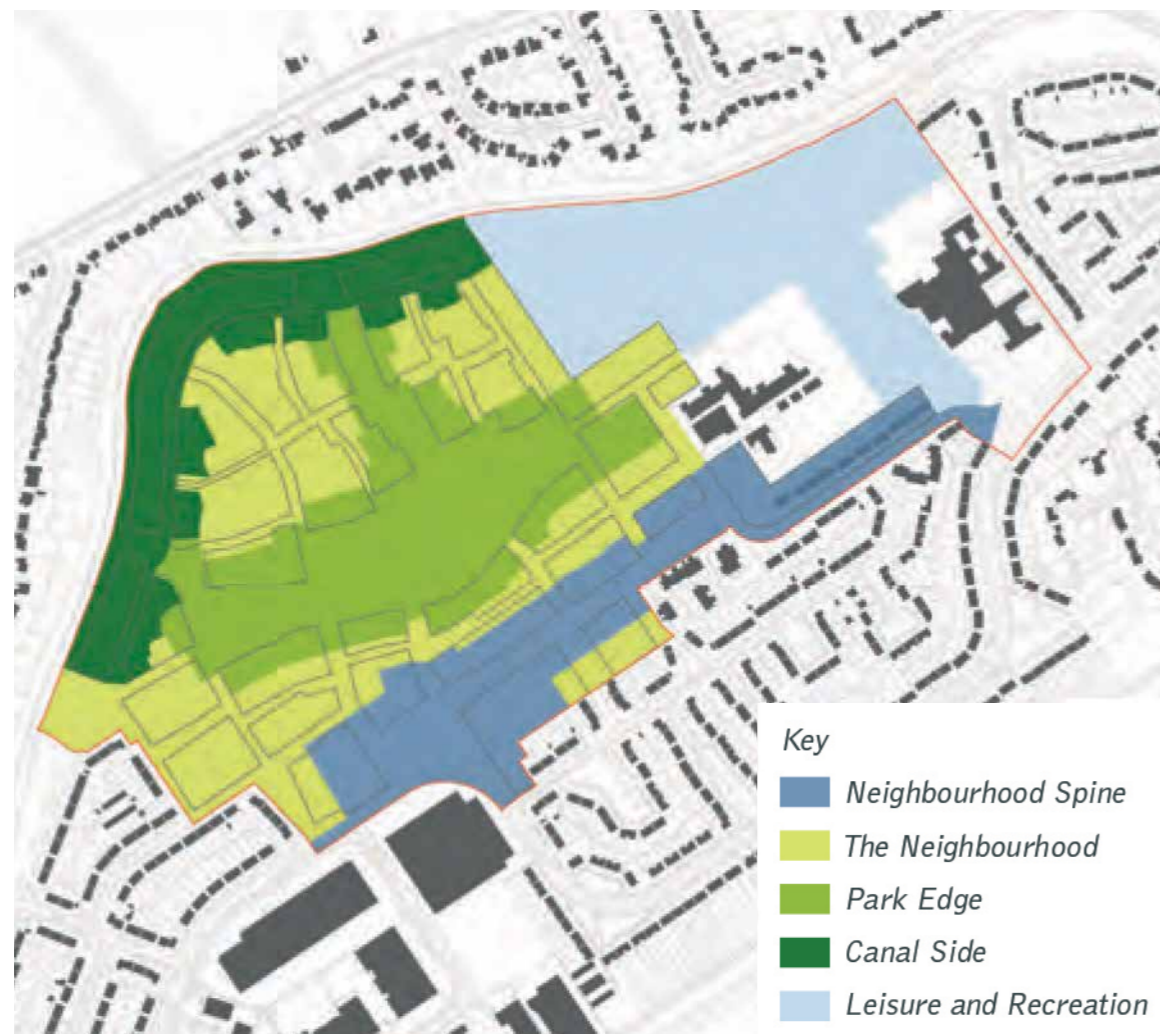 Key
Neighbourhood Spine
The Neighbourhood
Park Edge
Canal Side
Leisure and Recreation